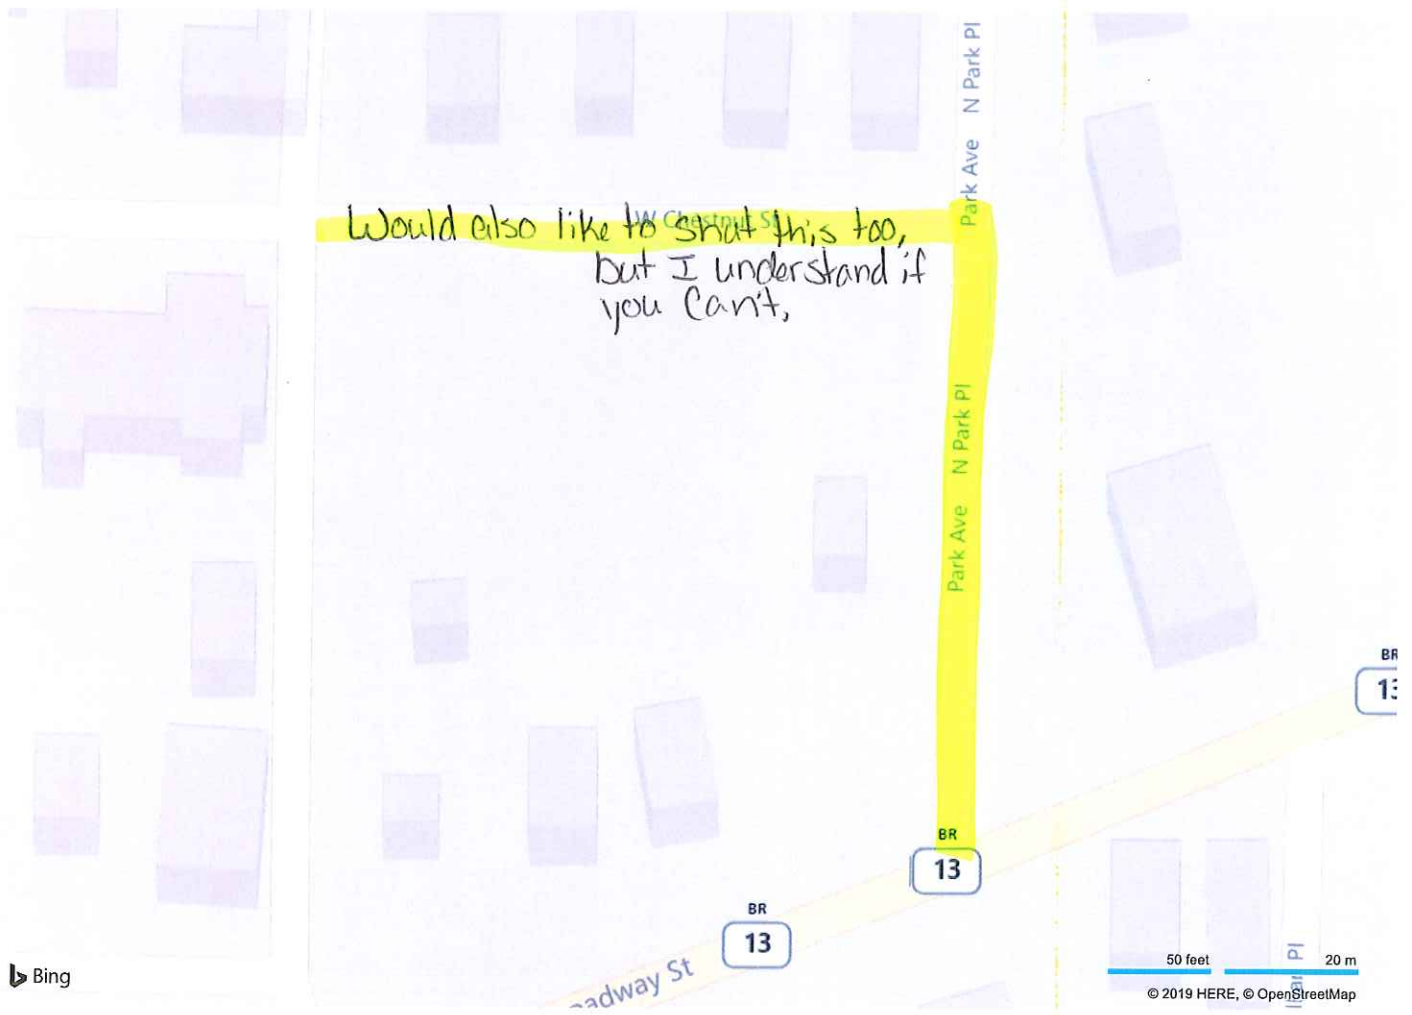 Park Ave N Park Pl
W Chestnut St
Would also like to shut this too,
but I understand if
you can't,
Park Ave N Park Pl
BR
13
BR
13
BR
13
adway St
Bing
50 feet
20 m
Pl
© 2019 HERE, © OpenStreetMap